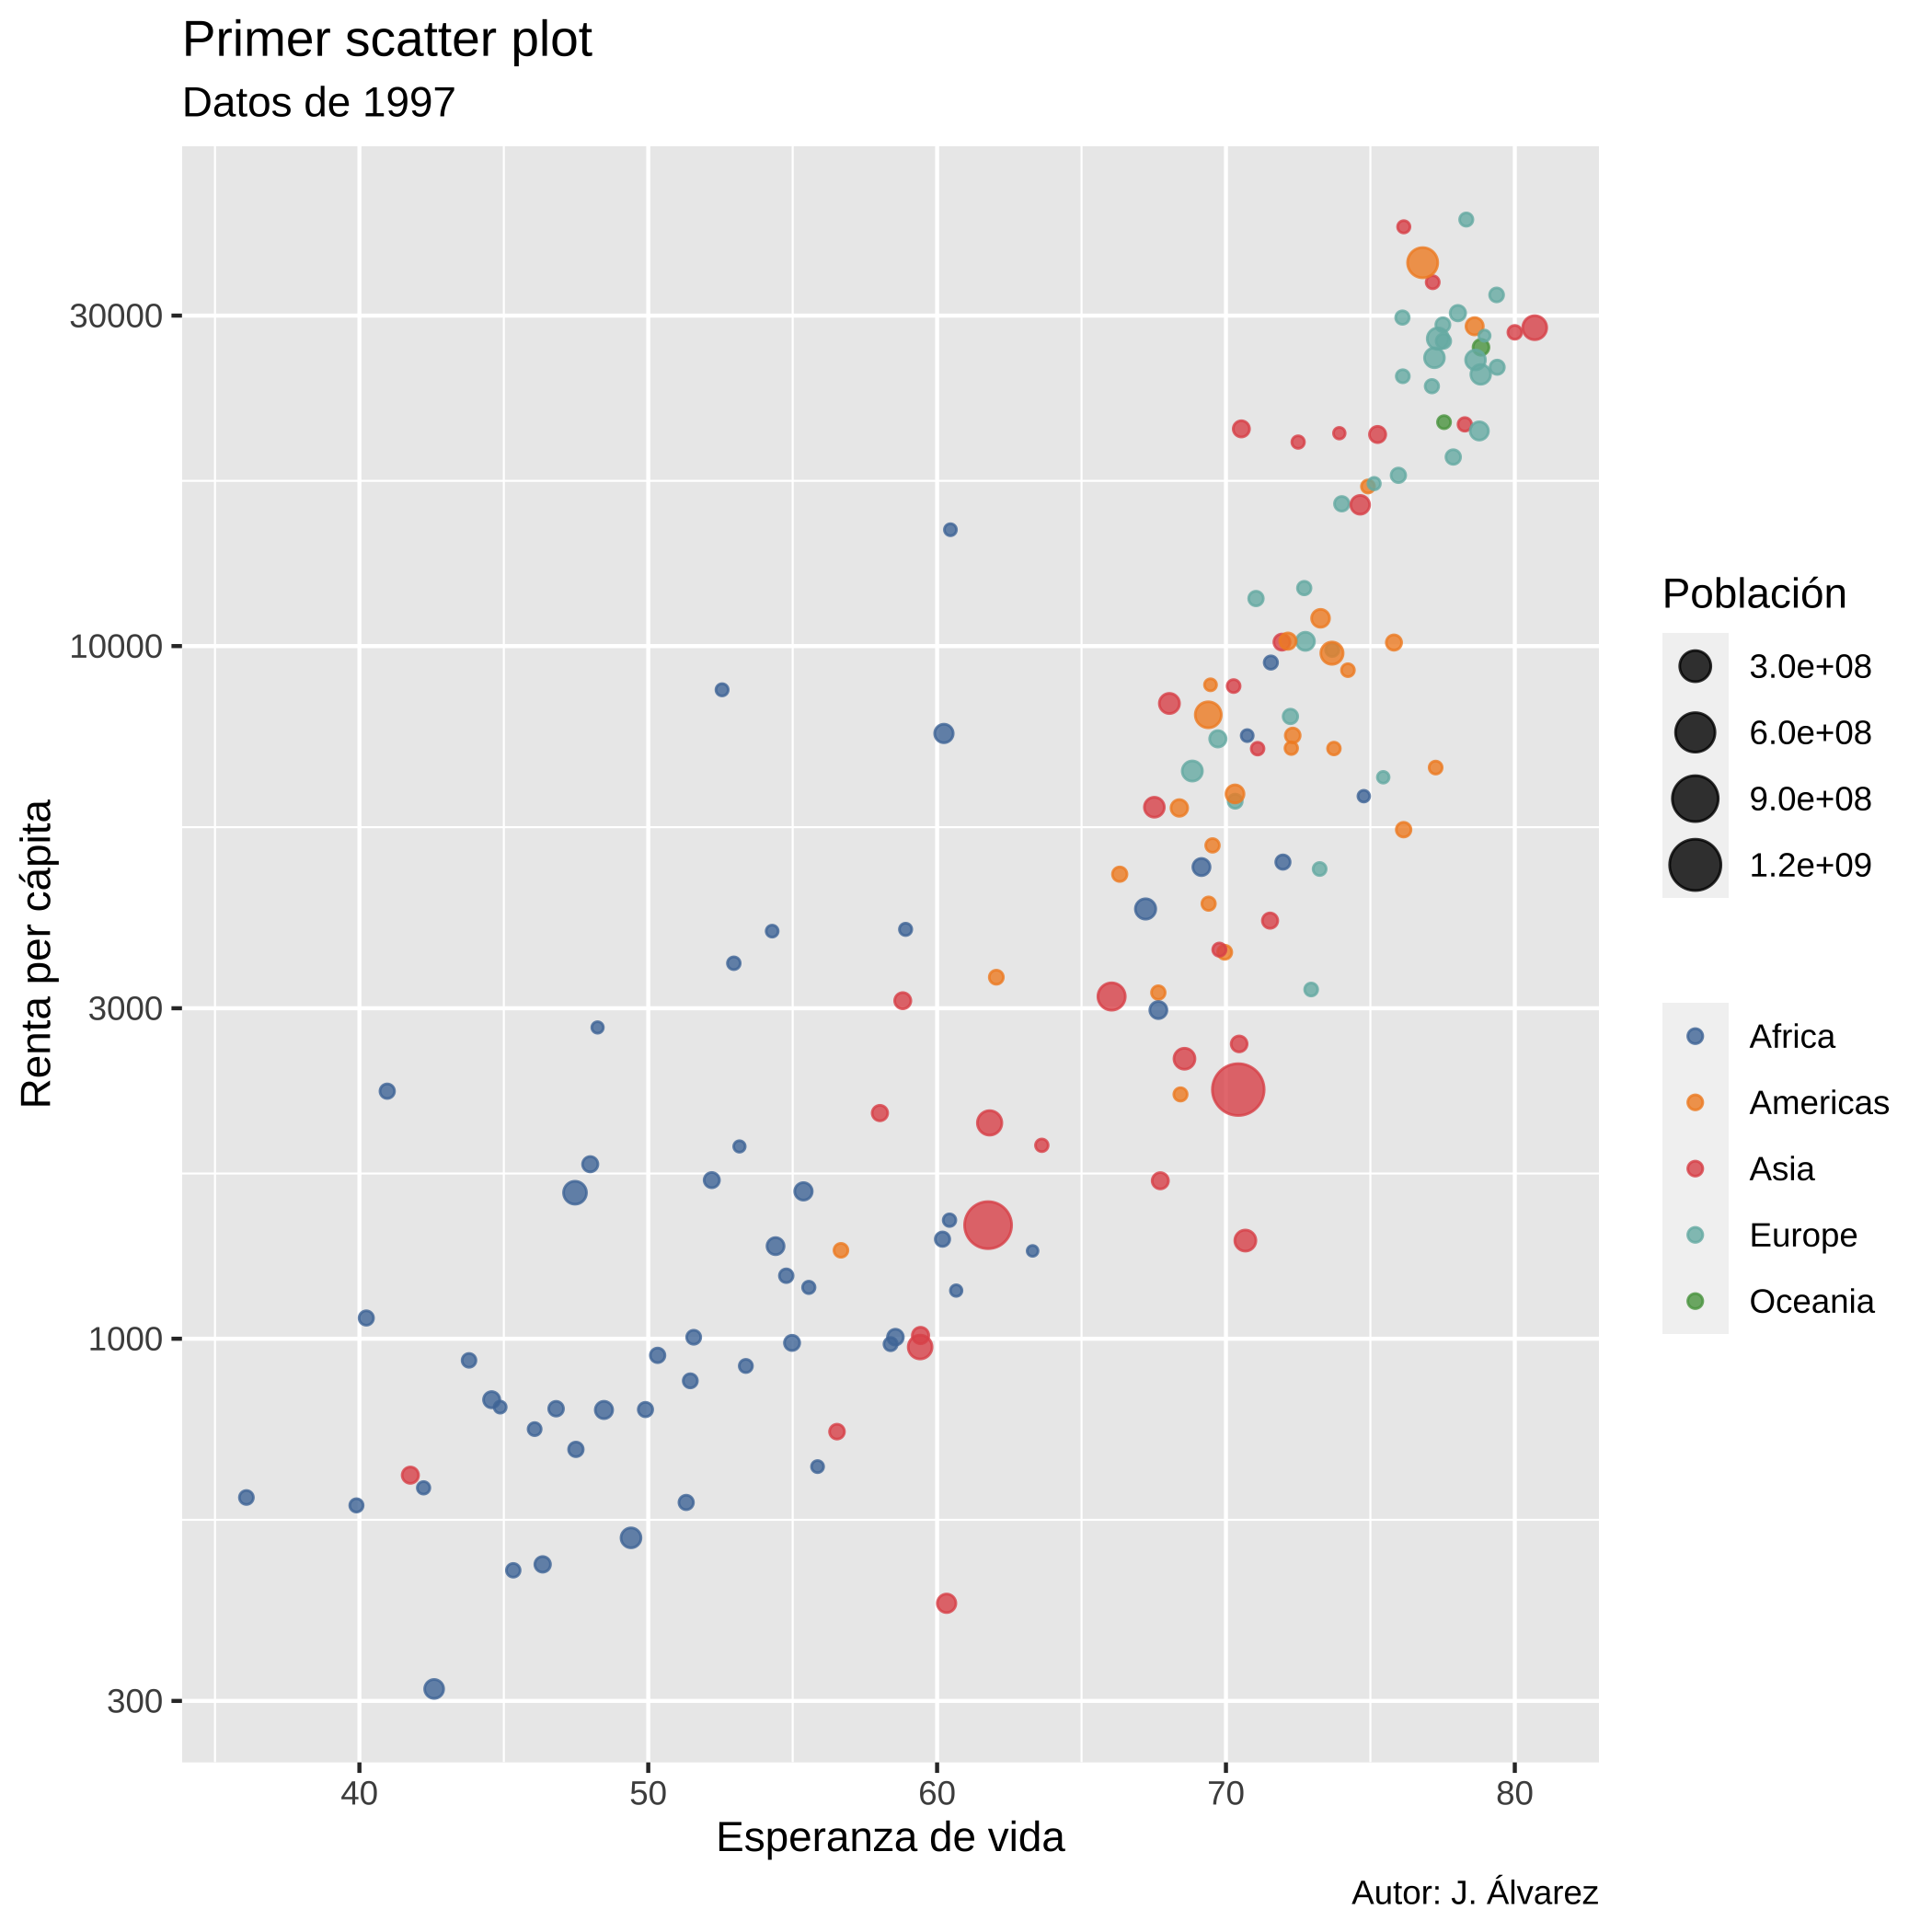 Primer scatter plot
Datos de 1997
Renta per cápita
30000
10000
3000
1000
300
40 50 60 70 80
Esperanza de vida
Población
3.0e+08
6.0e+08
9.0e+08
1.2e+09
Africa
Americas
Asia
Europe
Oceania
Autor: J. Álvarez